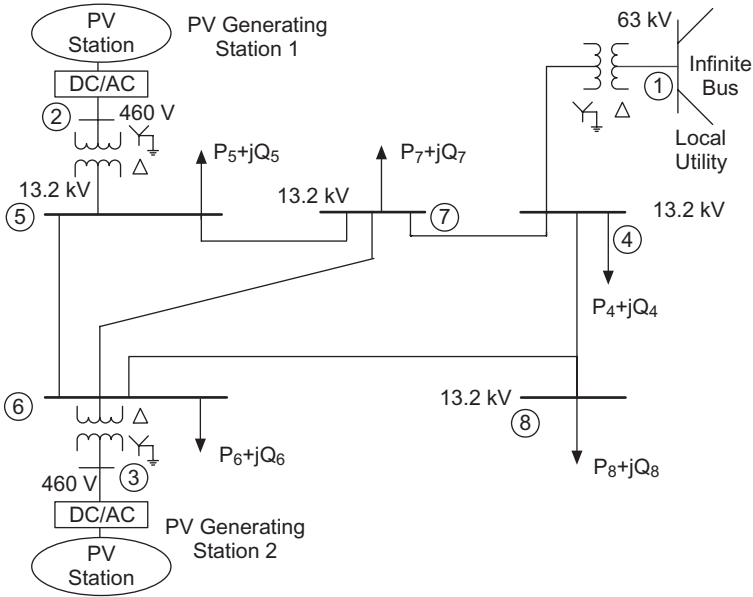 PV
Station
PV Generating
Station 1
DC/AC
2
460 V
13.2 kV
5
P5+jQ5
13.2 kV
P7+jQ7
7
63 kV
1
Infinite
Bus
Local
Utility
13.2 kV
4
P4+jQ4
6
P6+jQ6
13.2 kV
8
P8+jQ8
460 V
3
DC/AC
PV Generating
Station 2
PV
Station